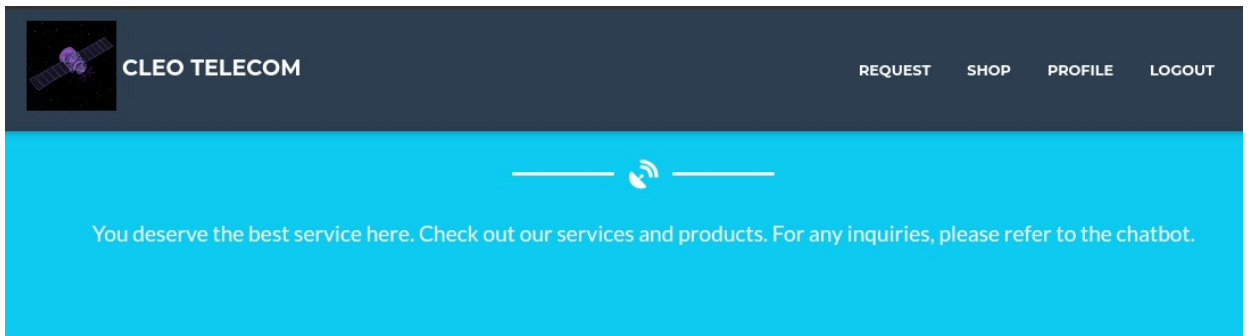 CLEO TELECOM
REQUEST SHOP PROFILE LOGOUT
You deserve the best service here. Check out our services and products. For any inquiries, please refer to the chatbot.